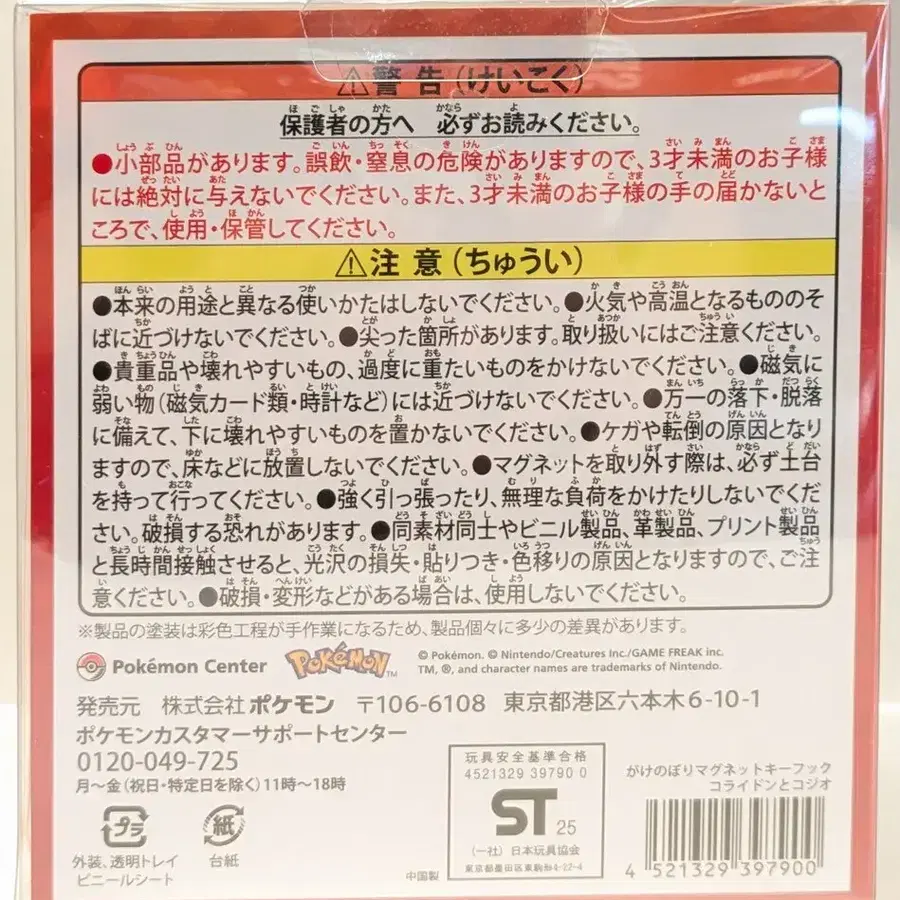 ⚠警告(けいこく)
保護者の方へ 必ずお読みください。
●小部品があります。誤飲・窒息の危険がありますので、3才未満のお子様
には絶対に与えないでください。また、3才未満のお子様の手の届かないと
ころで、使用・保管してください。
⚠注意(ちゅうい)
●本来の用途と異なる使いかたはしないでください。●火気や高温となるもののそ
ばに近づけないでください。●尖った箇所があります。取り扱いにはご注意ください。
●貴重品や壊れやすいもの、過度に重たいものをかけないでください。●磁気に
弱い物(磁気カード類・時計など)には近づけないでください。●万一の落下・脱落
に備えて、下に壊れやすいものを置かないでください。●ケガや転倒の原因となり
ますので、床などに放置しないでください。●マグネットを取り外す際は、必ず土台
を持って行ってください。●強く引っ張ったり、無理な負荷をかけたりしないでくだ
さい。破損する恐れがあります。●同素材同士やビニル製品、革製品、プリント製品
と長時間接触させると、光沢の損失・貼りつき・色移りの原因となりますので、ご注
意ください。●破損・変形などがある場合は、使用しないでください。
※製品の塗装は彩色工程が手作業になるため、製品個々に多少の差異があります。
Pokémon Center POKÉMON™ © Pokémon. © Nintendo/Creatures Inc./GAME FREAK inc.
TM, ®, and character names are trademarks of Nintendo.
発売元 株式会社ポケモン 〒106-6108 東京都港区六本木6-10-1
ポケモンカスタマーサポートセンター
0120-049-725
月～金(祝日・特定日を除く)11時～18時
プラ
外装、透明トレイ
ビニールシート
紙
台紙
中国製
玩具安全基準合格
4521329 39790 0
ST 25
(一社)日本玩具協会
東京都墨田区東駒形4-22-4
がけのぼりマグネットキーフック
コライドンとコジオ
4 521329 397900